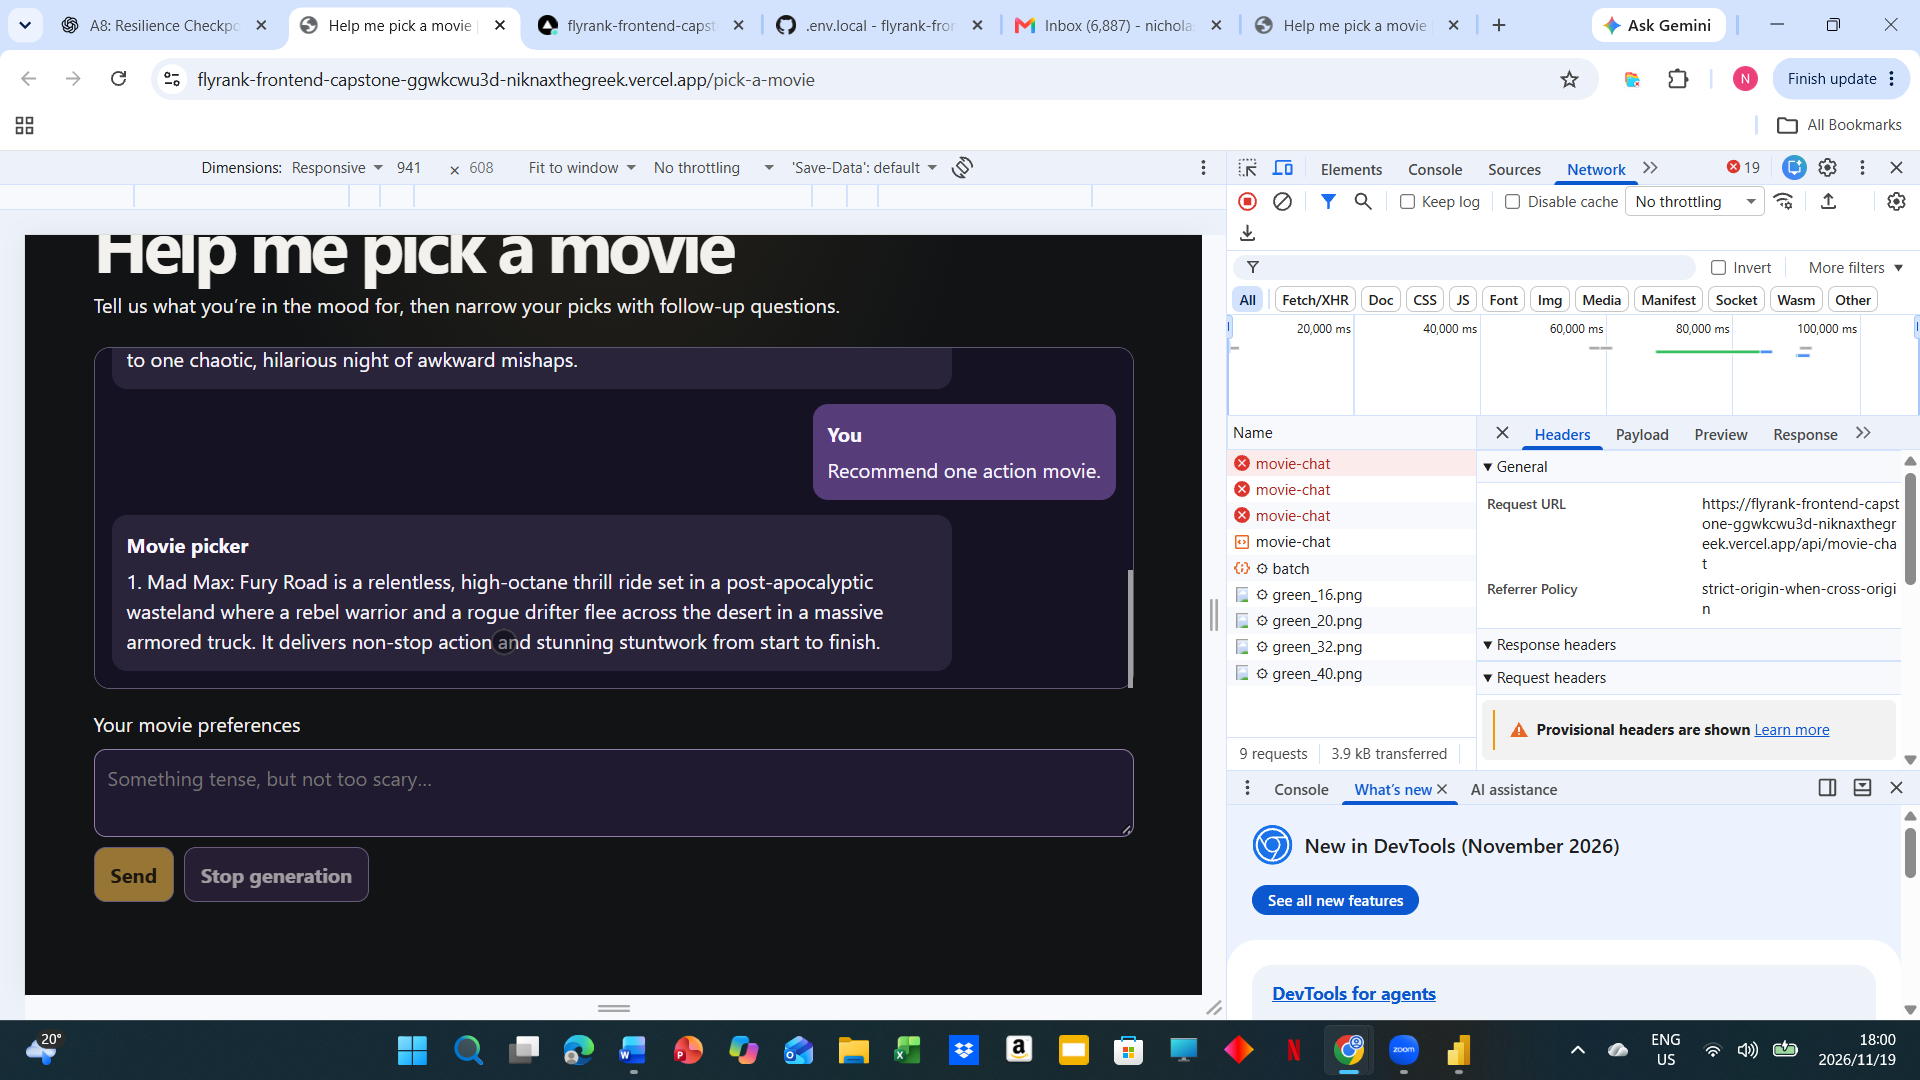 A8: Resilience Checkpo
Help me pick a movie
flyrank-frontend-capst
.env.local - flyrank-fron
Inbox (6,887) - nichola
Help me pick a movie
Ask Gemini
flyrank-frontend-capstone-ggwkcwu3d-niknaxthegreek.vercel.app/pick-a-movie
N
Finish update
All Bookmarks
Dimensions: Responsive 941 x 608 Fit to window No throttling 'Save-Data': default
Elements Console Sources Network 19
Keep log Disable cache No throttling
Invert More filters
All Fetch/XHR Doc CSS JS Font Img Media Manifest Socket Wasm Other
20,000 ms 40,000 ms 60,000 ms 80,000 ms 100,000 ms
Help me pick a movie
Tell us what you’re in the mood for, then narrow your picks with follow-up questions.
to one chaotic, hilarious night of awkward mishaps.
You
Recommend one action movie.
Movie picker
1. Mad Max: Fury Road is a relentless, high-octane thrill ride set in a post-apocalyptic
wasteland where a rebel warrior and a rogue drifter flee across the desert in a massive
armored truck. It delivers non-stop action and stunning stuntwork from start to finish.
Your movie preferences
Something tense, but not too scary...
Send Stop generation
Name
movie-chat
movie-chat
movie-chat
movie-chat
batch
green_16.png
green_20.png
green_32.png
green_40.png
9 requests 3.9 kB transferred
Headers Payload Preview Response
General
Request URL
https://flyrank-frontend-capst
one-ggwkcwu3d-niknaxthegr
eek.vercel.app/api/movie-cha
t
Referrer Policy
strict-origin-when-cross-origi
n
Response headers
Request headers
Provisional headers are shown Learn more
Console What's new AI assistance
New in DevTools (November 2026)
See all new features
DevTools for agents
20°
W
P
O
X
a
N
zoom
ENG
US
18:00
2026/11/19